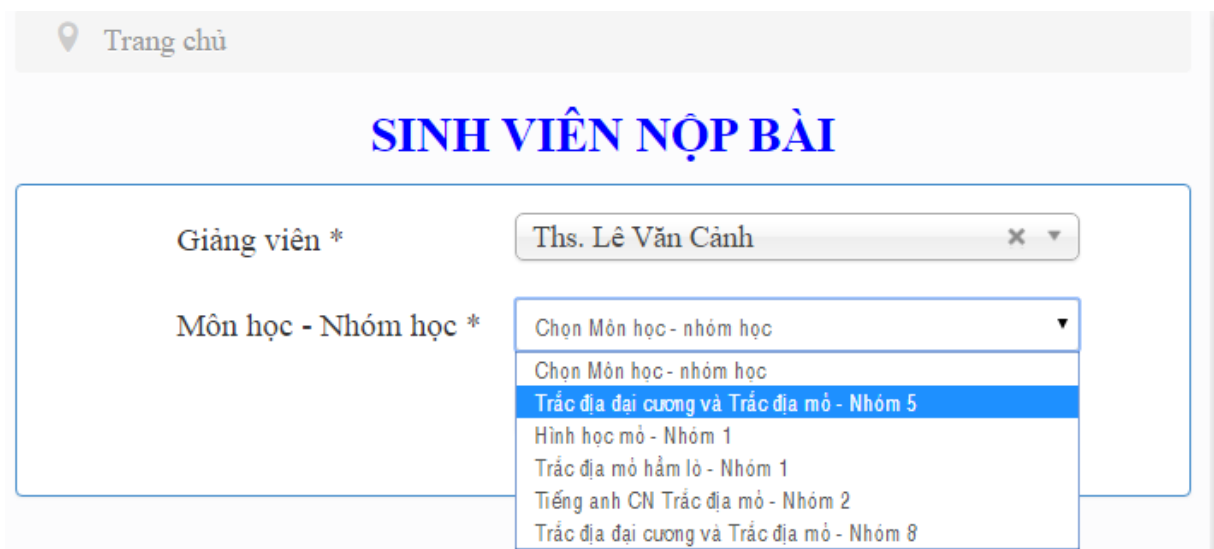 Trang chủ
SINH VIÊN NỘP BÀI
Giảng viên * Ths. Lê Văn Cảnh
Môn học - Nhóm học * Chọn Môn học - nhóm học
Chọn Môn học - nhóm học
Trắc địa đại cương và Trắc địa mỏ - Nhóm 5
Hình học mỏ - Nhóm 1
Trắc địa mỏ hầm lò - Nhóm 1
Tiếng anh CN Trắc địa mỏ - Nhóm 2
Trắc địa đại cương và Trắc địa mỏ - Nhóm 8